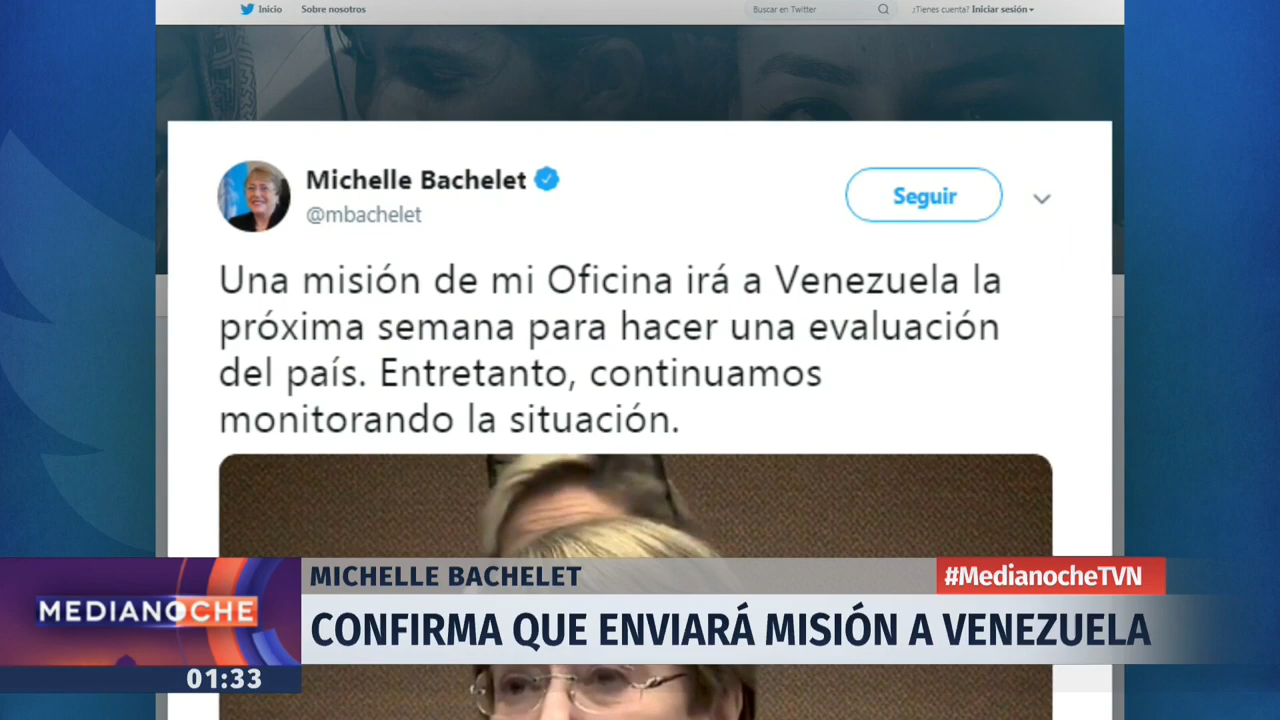 Inicio
Sobre nosotros
Buscar en Twitter
¿Tienes cuenta? Iniciar sesión
Michelle Bachelet
@mbachelet
Seguir
Una misión de mi Oficina irá a Venezuela la
próxima semana para hacer una evaluación
del país. Entretanto, continuamos
monitorando la situación.
MICHELLE BACHELET
#MedianocheTVN
MEDIANOCHE
CONFIRMA QUE ENVIARÁ MISIÓN A VENEZUELA
01:33